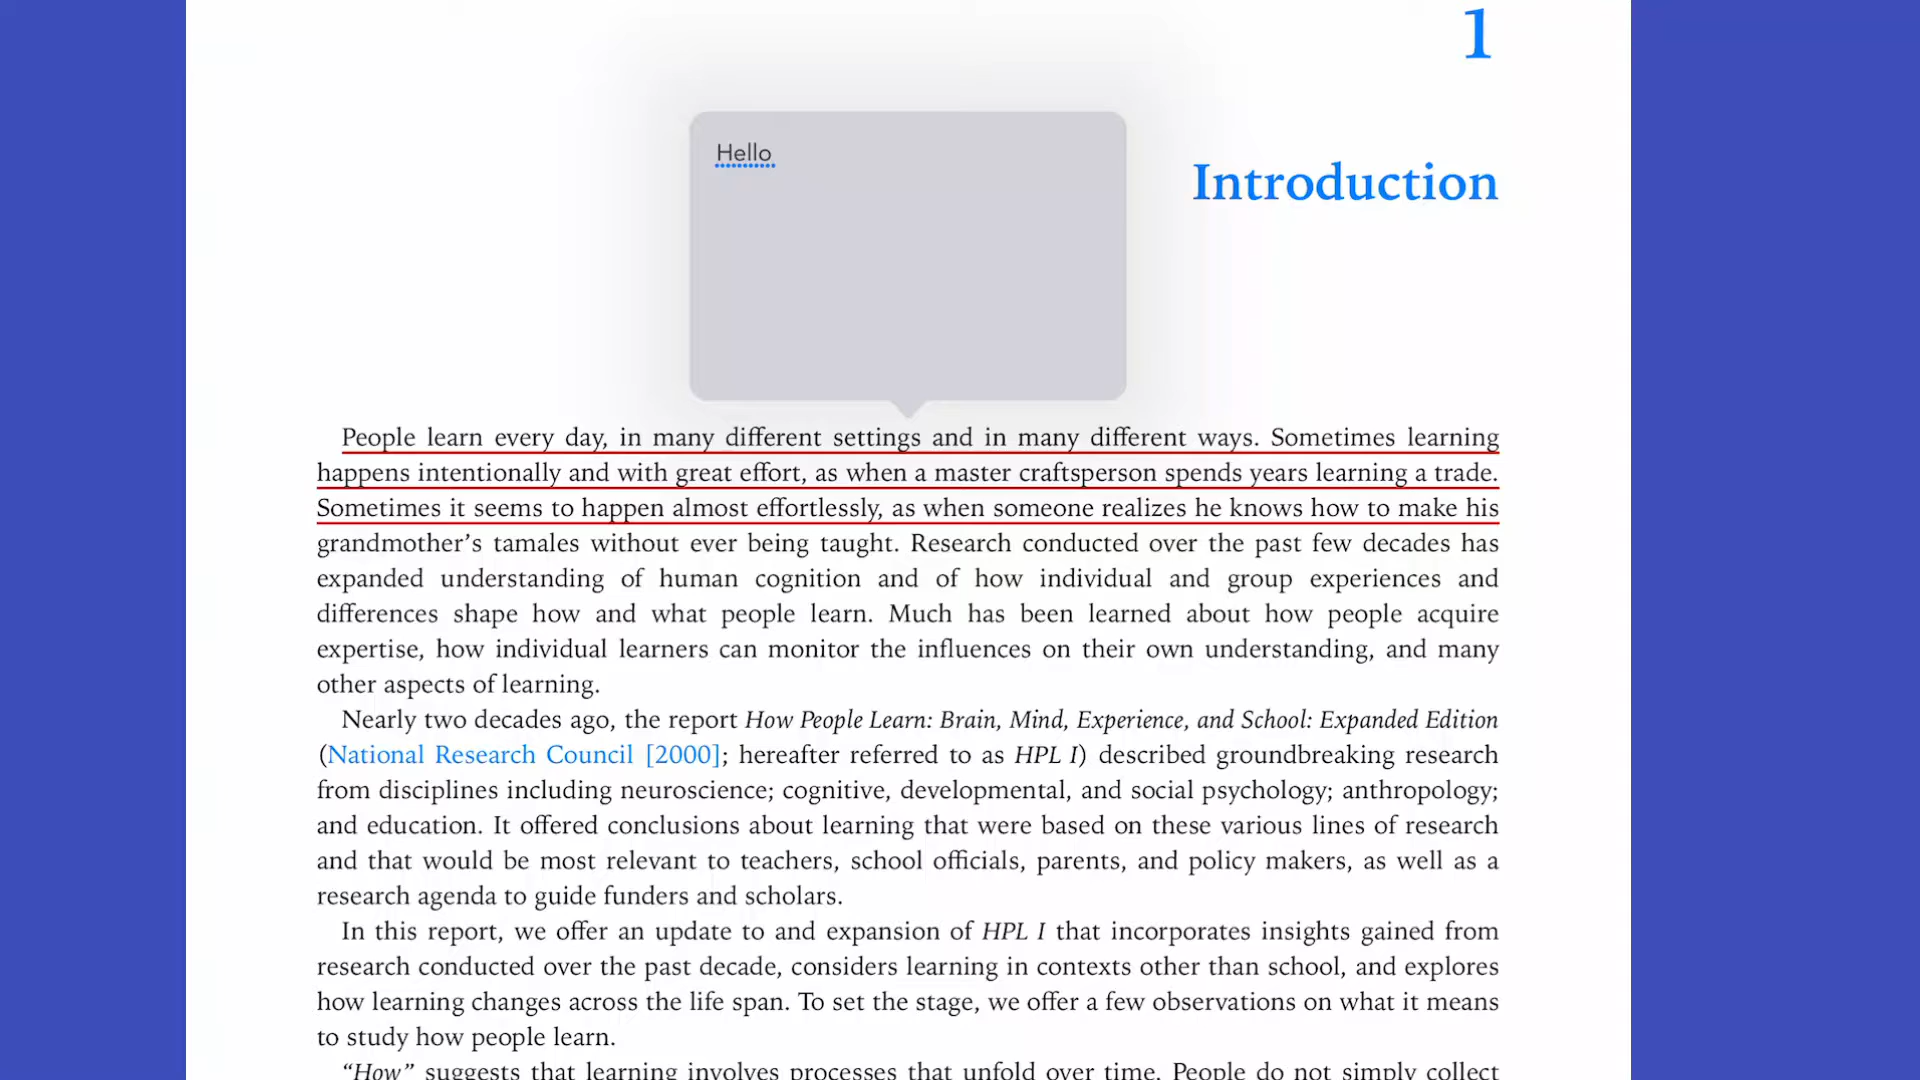 1
Hello
Introduction
People learn every day, in many different settings and in many different ways. Sometimes learning
happens intentionally and with great effort, as when a master craftsperson spends years learning a trade.
Sometimes it seems to happen almost effortlessly, as when someone realizes he knows how to make his
grandmother’s tamales without ever being taught. Research conducted over the past few decades has
expanded understanding of human cognition and of how individual and group experiences and
differences shape how and what people learn. Much has been learned about how people acquire
expertise, how individual learners can monitor the influences on their own understanding, and many
other aspects of learning.
Nearly two decades ago, the report How People Learn: Brain, Mind, Experience, and School: Expanded Edition
(National Research Council [2000]; hereafter referred to as HPL I) described groundbreaking research
from disciplines including neuroscience; cognitive, developmental, and social psychology; anthropology;
and education. It offered conclusions about learning that were based on these various lines of research
and that would be most relevant to teachers, school officials, parents, and policy makers, as well as a
research agenda to guide funders and scholars.
In this report, we offer an update to and expansion of HPL I that incorporates insights gained from
research conducted over the past decade, considers learning in contexts other than school, and explores
how learning changes across the life span. To set the stage, we offer a few observations on what it means
to study how people learn.
“How” suggests that learning involves processes that unfold over time. People do not simply collect